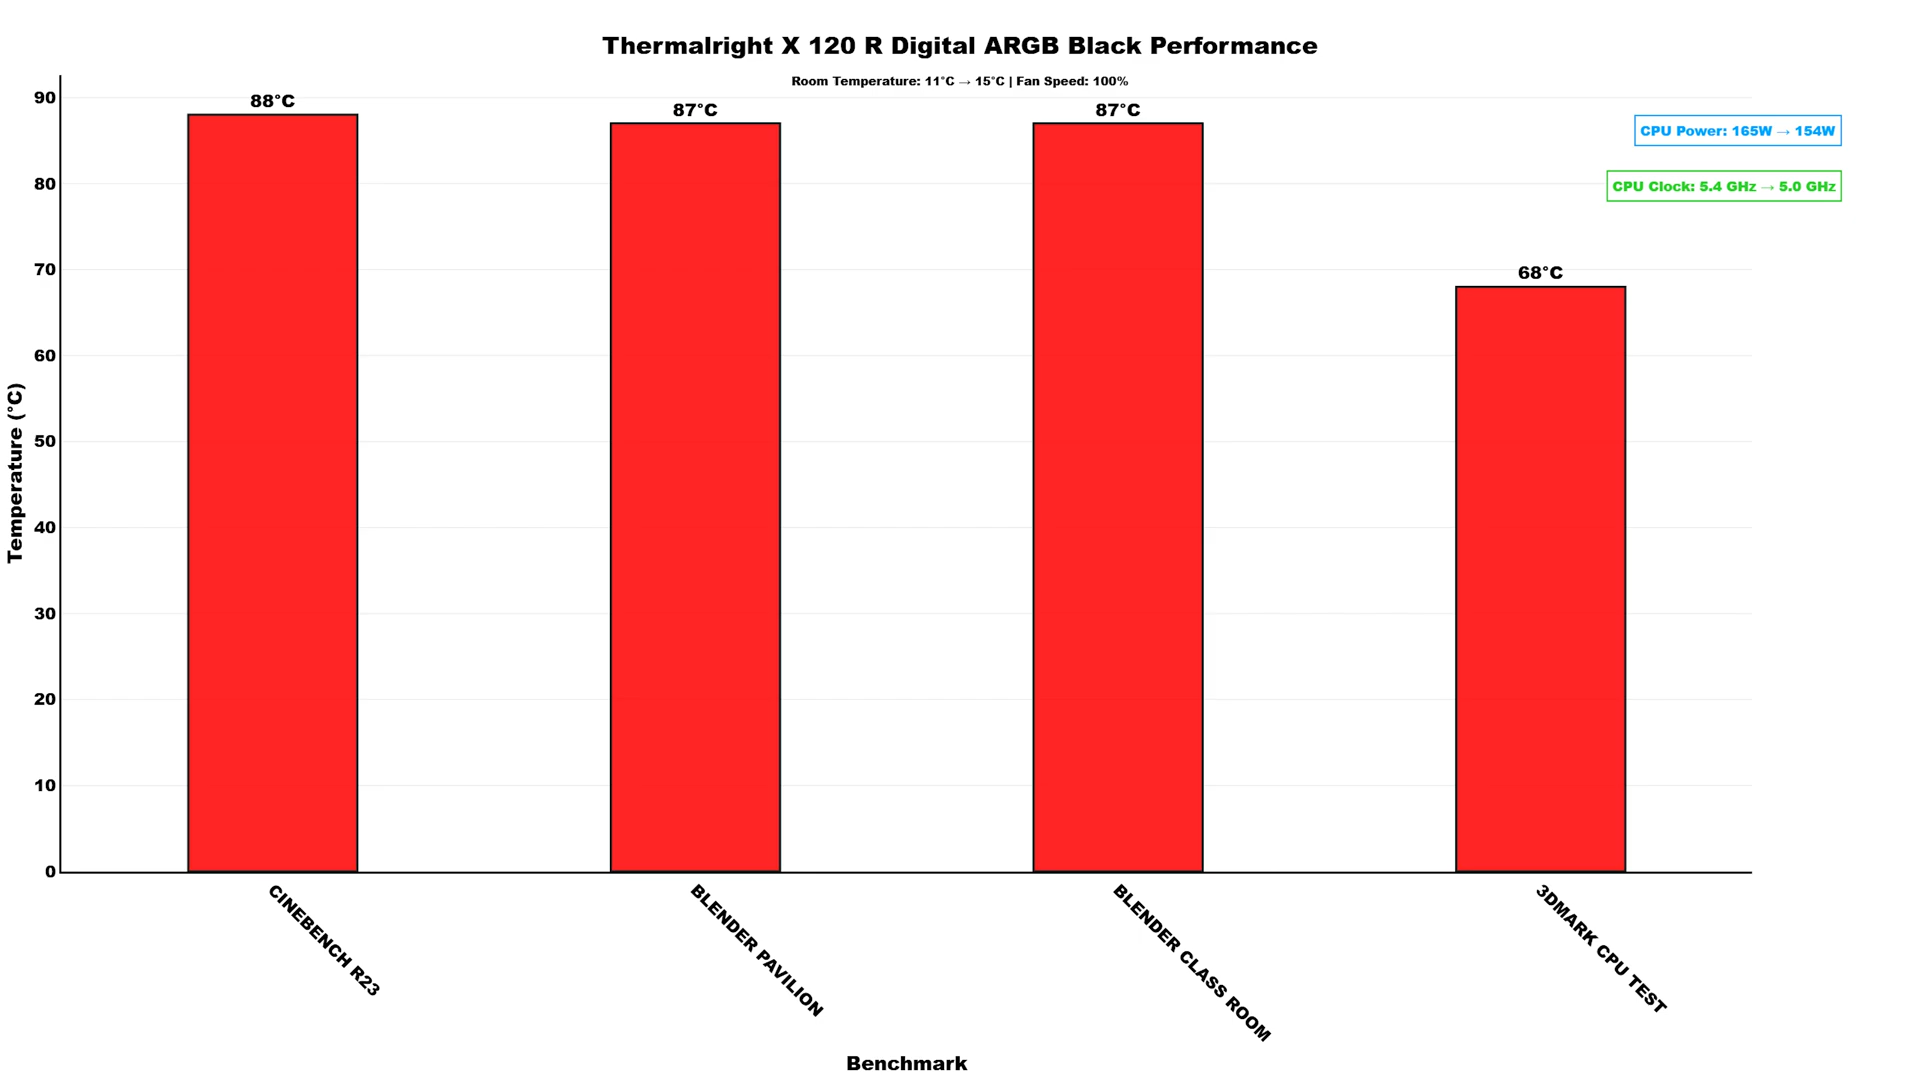 Thermalright X 120 R Digital ARGB Black Performance
Room Temperature: 11°C → 15°C | Fan Speed: 100%
CPU Power: 165W → 154W
CPU Clock: 5.4 GHz → 5.0 GHz
88°C
87°C
87°C
68°C
Temperature (°C)
90
80
70
60
50
40
30
20
10
0
CINEBENCH R23
BLENDER PAVILION
BLENDER CLASS ROOM
3DMARK CPU TEST
Benchmark